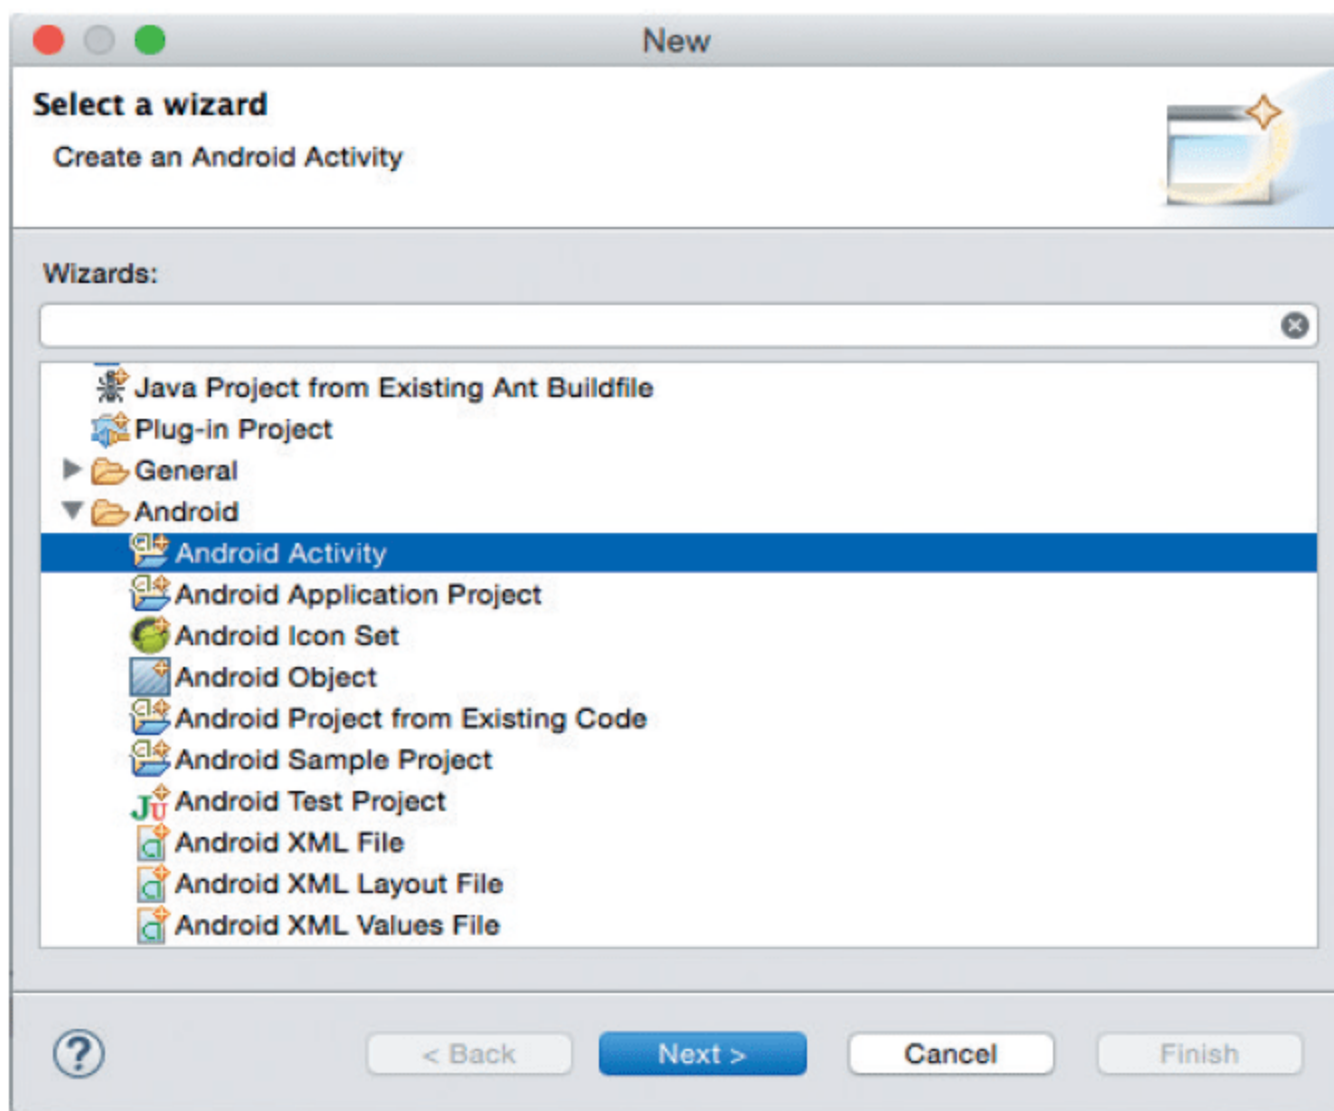 New
Select a wizard
Create an Android Activity
Wizards:
Java Project from Existing Ant Buildfile
Plug-in Project
General
Android
Android Activity
Android Application Project
Android Icon Set
Android Object
Android Project from Existing Code
Android Sample Project
Ju Android Test Project
Android XML File
Android XML Layout File
Android XML Values File
? < Back Next > Cancel Finish